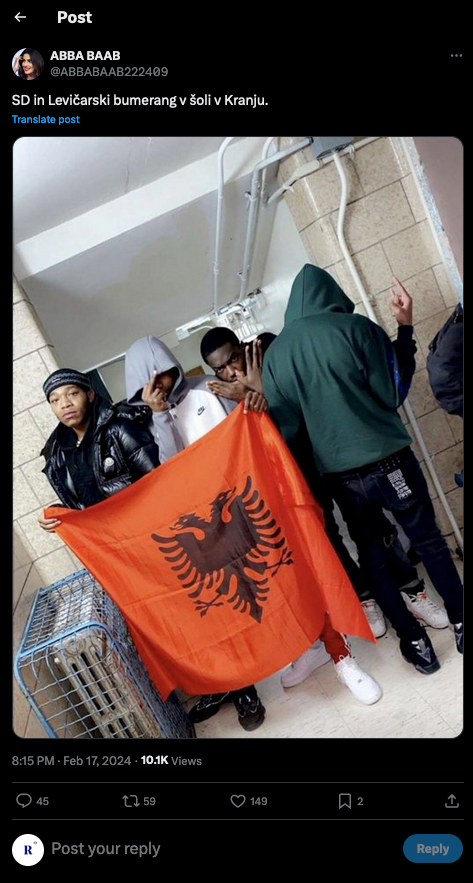 Post
ABBA BAAB
@ABBABAAB222409
SD in Levičarski bumerang v šoli v Kranju.
Translate post
8:15 PM · Feb 17, 2024 · 10.1K Views
45
59
149
2
R
Post your reply
Reply